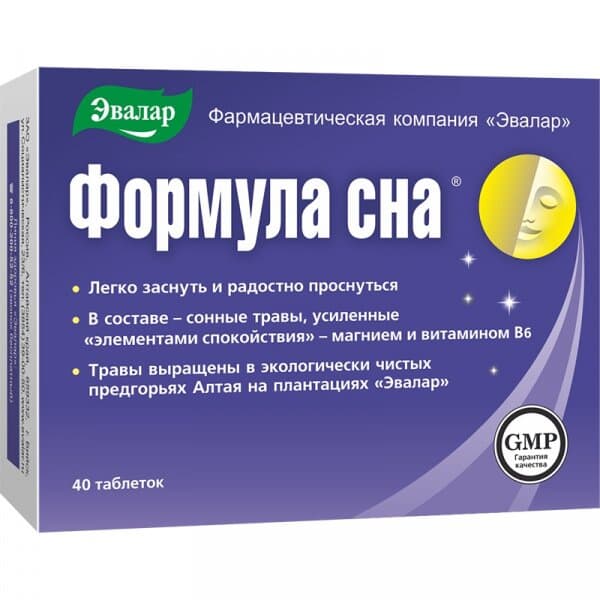 Эвалар
Фармацевтическая компания «Эвалар»
Формула сна®
• Легко заснуть и радостно проснуться
• В составе – сонные травы, усиленные
«элементами спокойствия» – магнием и витамином В6
• Травы выращены в экологически чистых
предгорьях Алтая на плантациях «Эвалар»
GMP
Гарантия
качества
40 таблеток